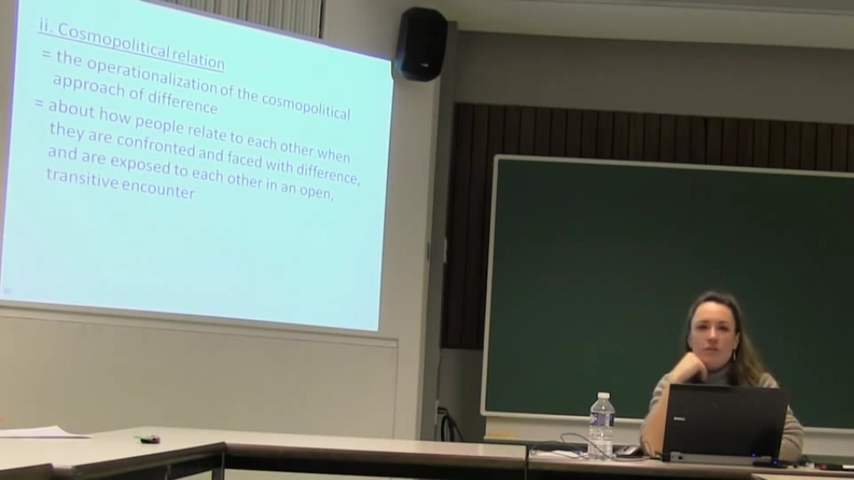 ii. Cosmopolitical relation
= the operationalization of the cosmopolitical
approach of difference
= about how people relate to each other when
they are confronted and faced with difference,
and are exposed to each other in an open,
transitive encounter
DELL